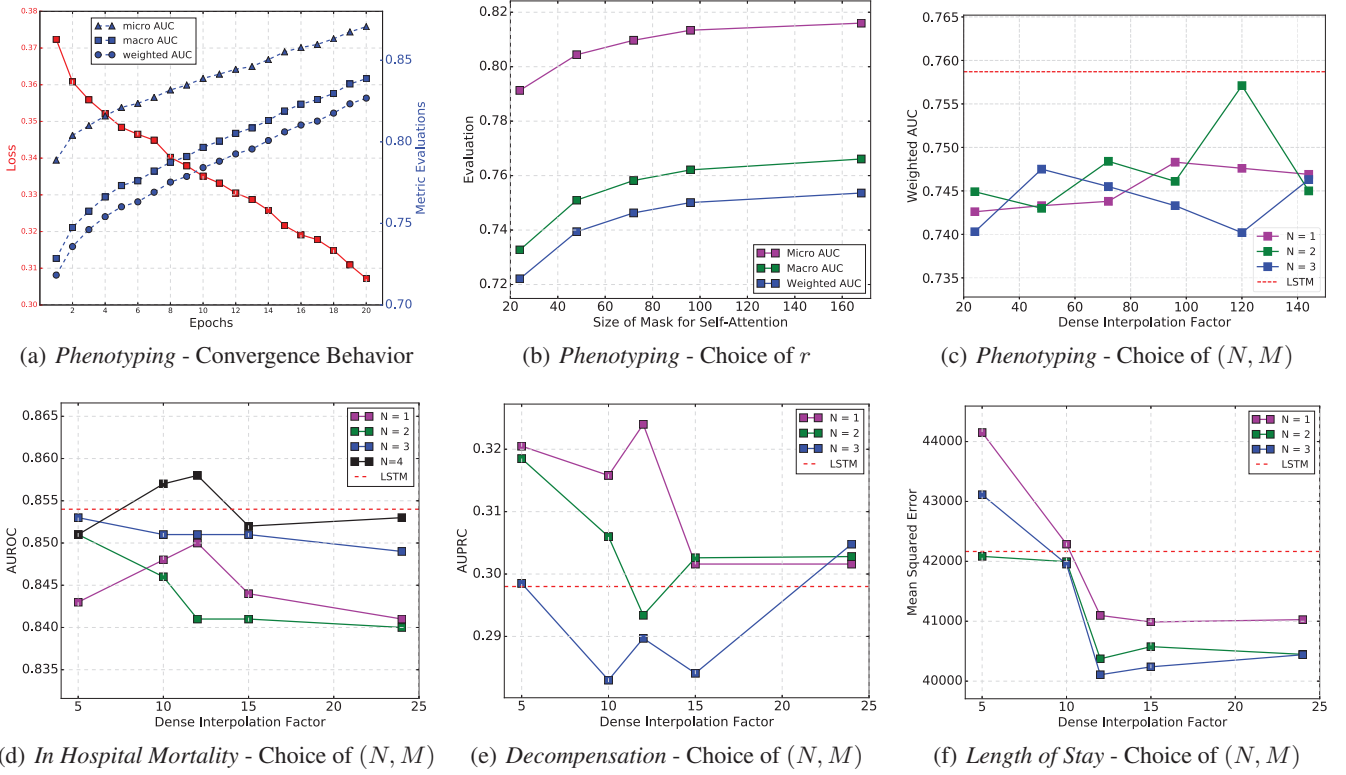 micro AUC
macro AUC
weighted AUC
0.38
0.37
0.36
0.35
0.34
0.33
0.32
0.31
0.30
Loss
2
4
6
8
10
12
14
16
18
20
Epochs
0.85
0.80
0.75
0.70
Metric Evaluations
(a) Phenotyping - Convergence Behavior
0.82
0.80
0.78
0.76
0.74
0.72
Evaluation
Micro AUC
Macro AUC
Weighted AUC
20
40
60
80
100
120
140
160
Size of Mask for Self-Attention
(b) Phenotyping - Choice of r
0.765
0.760
0.755
0.750
0.745
0.740
0.735
Weighted AUC
N = 1
N = 2
N = 3
LSTM
20
40
60
80
100
120
140
Dense Interpolation Factor
(c) Phenotyping - Choice of (N, M)
0.865
0.860
0.855
0.850
0.845
0.840
0.835
AUROC
N = 1
N = 2
N = 3
N=4
LSTM
5
10
15
20
25
Dense Interpolation Factor
d) In Hospital Mortality - Choice of (N, M)
0.32
0.31
0.30
0.29
AUPRC
N = 1
N = 2
N = 3
LSTM
5
10
15
20
25
Dense Interpolation Factor
(e) Decompensation - Choice of (N, M)
44000
43000
42000
41000
40000
Mean Squared Error
N = 1
N = 2
N = 3
LSTM
5
10
15
20
25
Dense Interpolation Factor
(f) Length of Stay - Choice of (N, M)